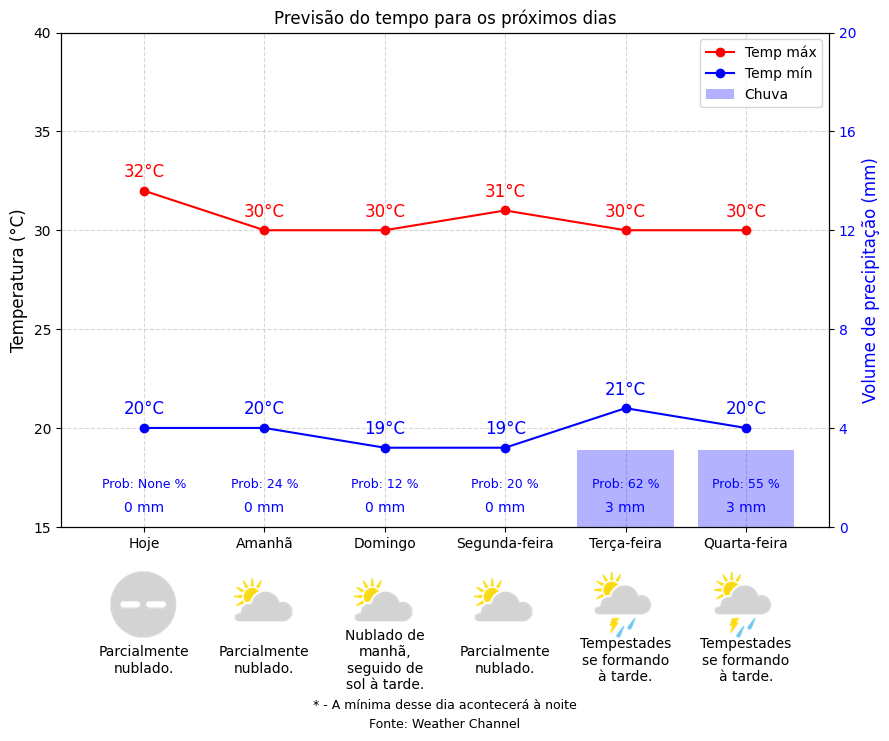 Previsão do tempo para os próximos dias
Temp máx
Temp mín
Chuva
Temperatura (°C)
40
35
30
25
20
15
Volume de precipitação (mm)
20
16
12
8
4
0
32°C
30°C
30°C
31°C
30°C
30°C
20°C
20°C
19°C
19°C
21°C
20°C
Prob: None %
Prob: 24 %
Prob: 12 %
Prob: 20 %
Prob: 62 %
Prob: 55 %
0 mm
0 mm
0 mm
0 mm
3 mm
3 mm
Hoje
Amanhã
Domingo
Segunda-feira
Terça-feira
Quarta-feira
Parcialmente
nublado.
Parcialmente
nublado.
Nublado de
manhã,
seguido de
sol à tarde.
Parcialmente
nublado.
Tempestades
se formando
à tarde.
Tempestades
se formando
à tarde.
* - A mínima desse dia acontecerá à noite
Fonte: Weather Channel